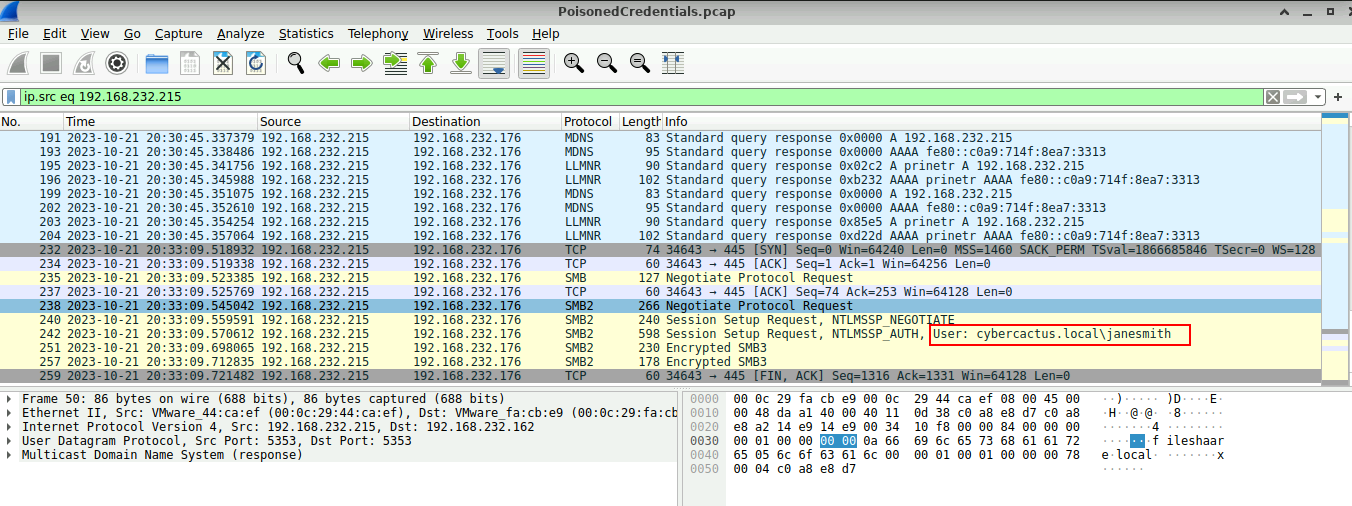 PoisonedCredentials.pcap
File Edit View Go Capture Analyze Statistics Telephony Wireless Tools Help
ip.src eq 192.168.232.215
No. Time Source Destination Protocol Length Info
191 2023-10-21 20:30:45.337379 192.168.232.215 192.168.232.176 MDNS 83 Standard query response 0x0000 A 192.168.232.215
193 2023-10-21 20:30:45.338486 192.168.232.215 192.168.232.176 MDNS 95 Standard query response 0x0000 AAAA fe80::c0a9:714f:8ea7:3313
195 2023-10-21 20:30:45.341756 192.168.232.215 192.168.232.176 LLMNR 90 Standard query response 0x02c2 A prinetr A 192.168.232.215
196 2023-10-21 20:30:45.345988 192.168.232.215 192.168.232.176 LLMNR 102 Standard query response 0xb232 AAAA prinetr AAAA fe80::c0a9:714f:8ea7:3313
199 2023-10-21 20:30:45.351075 192.168.232.215 192.168.232.176 MDNS 83 Standard query response 0x0000 A 192.168.232.215
202 2023-10-21 20:30:45.352610 192.168.232.215 192.168.232.176 MDNS 95 Standard query response 0x0000 AAAA fe80::c0a9:714f:8ea7:3313
203 2023-10-21 20:30:45.354254 192.168.232.215 192.168.232.176 LLMNR 90 Standard query response 0x85e5 A prinetr A 192.168.232.215
204 2023-10-21 20:30:45.357064 192.168.232.215 192.168.232.176 LLMNR 102 Standard query response 0xd22d AAAA prinetr AAAA fe80::c0a9:714f:8ea7:3313
232 2023-10-21 20:33:09.518932 192.168.232.215 192.168.232.176 TCP 74 34643 → 445 [SYN] Seq=0 Win=64240 Len=0 MSS=1460 SACK_PERM TSval=1866685846 TSecr=0 WS=128
234 2023-10-21 20:33:09.519338 192.168.232.215 192.168.232.176 TCP 60 34643 → 445 [ACK] Seq=1 Ack=1 Win=64256 Len=0
235 2023-10-21 20:33:09.523385 192.168.232.215 192.168.232.176 SMB 127 Negotiate Protocol Request
237 2023-10-21 20:33:09.525769 192.168.232.215 192.168.232.176 TCP 60 34643 → 445 [ACK] Seq=74 Ack=253 Win=64128 Len=0
238 2023-10-21 20:33:09.545042 192.168.232.215 192.168.232.176 SMB2 266 Negotiate Protocol Request
240 2023-10-21 20:33:09.559591 192.168.232.215 192.168.232.176 SMB2 240 Session Setup Request, NTLMSSP_NEGOTIATE
242 2023-10-21 20:33:09.570612 192.168.232.215 192.168.232.176 SMB2 598 Session Setup Request, NTLMSSP_AUTH, User: cybercactus.local\janesmith
251 2023-10-21 20:33:09.698065 192.168.232.215 192.168.232.176 SMB2 230 Encrypted SMB3
257 2023-10-21 20:33:09.712835 192.168.232.215 192.168.232.176 SMB2 178 Encrypted SMB3
259 2023-10-21 20:33:09.721482 192.168.232.215 192.168.232.176 TCP 60 34643 → 445 [FIN, ACK] Seq=1316 Ack=1331 Win=64128 Len=0
Frame 50: 86 bytes on wire (688 bits), 86 bytes captured (688 bits)
Ethernet II, Src: VMware_44:ca:ef (00:0c:29:44:ca:ef), Dst: VMware_fa:cb:e9 (00:0c:29:fa:cb
Internet Protocol Version 4, Src: 192.168.232.215, Dst: 192.168.232.162
User Datagram Protocol, Src Port: 5353, Dst Port: 5353
Multicast Domain Name System (response)
0000 00 0c 29 fa cb e9 00 0c 29 44 ca ef 08 00 45 00 ··)·····)D····E·
0010 00 48 da a1 40 00 40 11 0d 38 c0 a8 e8 d7 c0 a8 ·H··@·@··8······
0020 e8 a2 14 e9 14 e9 00 34 10 f8 00 00 84 00 00 00 ·······4········
0030 00 01 00 00 00 00 0a 66 69 6c 65 73 68 61 61 72 ·······fileshaar
0040 65 05 6c 6f 63 61 6c 00 00 01 00 01 00 00 00 78 e·local········x
0050 00 04 c0 a8 e8 d7 ······